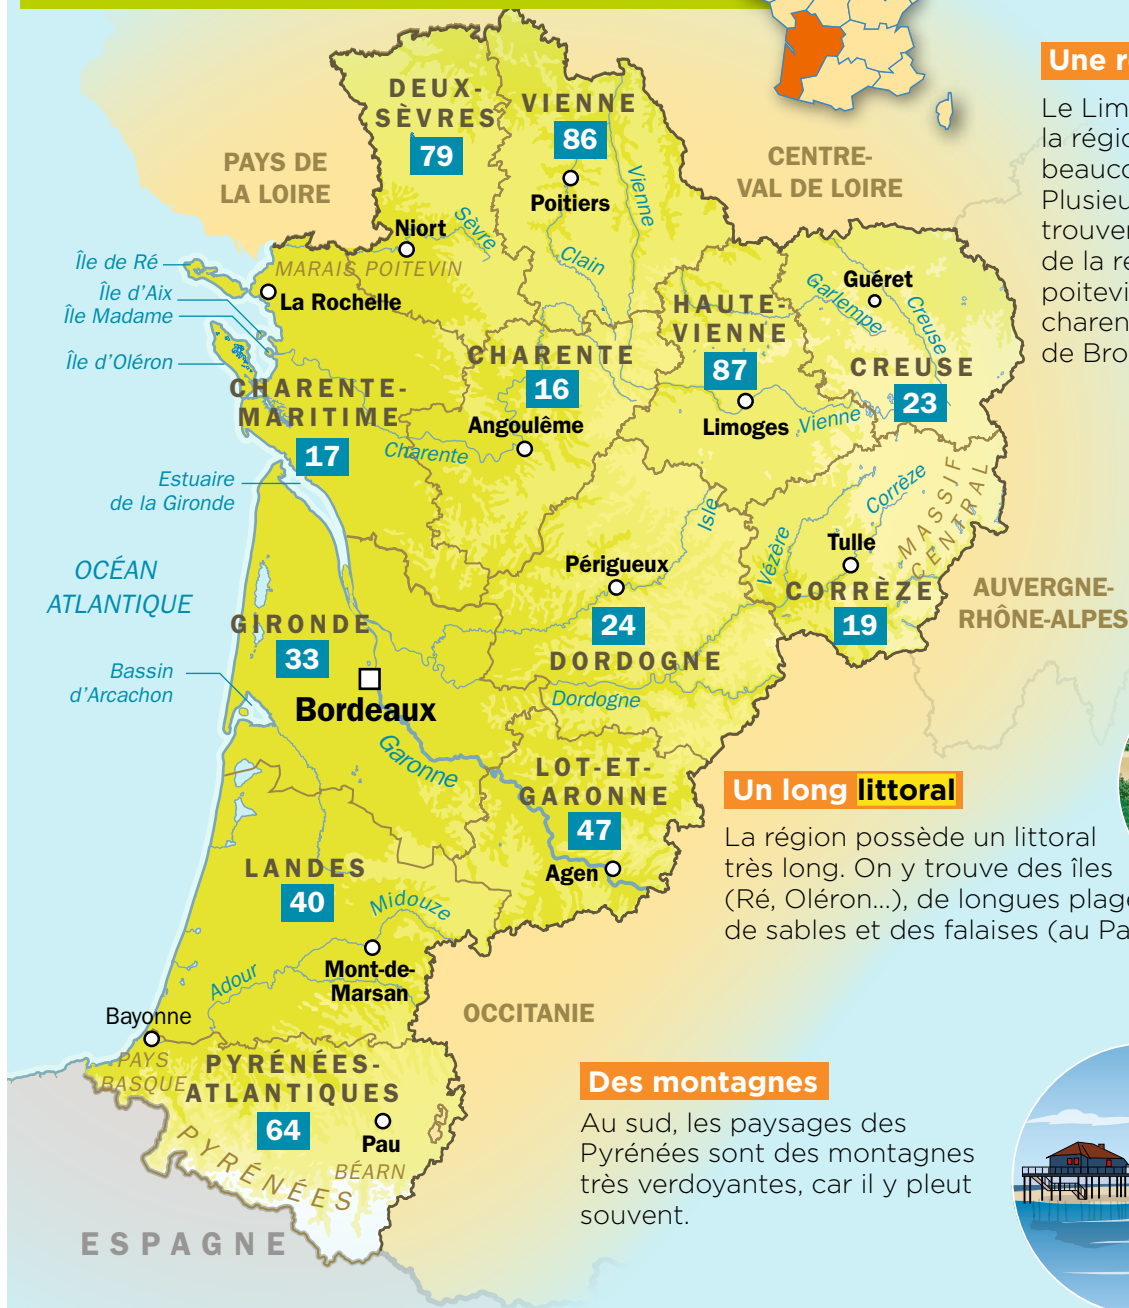 DEUX-
SÈVRES
79
VIENNE
86
Poitiers
Vienne
Clain
PAYS DE
LA LOIRE
CENTRE-
VAL DE LOIRE
Niort
Sèvre
MARAIS POITEVIN
Île de Ré
Île d'Aix
Île Madame
Île d'Oléron
La Rochelle
CHARENTE-
MARITIME
17
CHARENTE
16
Angoulême
Charente
HAUTE-
VIENNE
87
Limoges
Vienne
Guéret
Garlempe
Creuse
CREUSE
23
Estuaire
de la Gironde
OCÉAN
ATLANTIQUE
Isle
Périgueux
24
DORDOGNE
Dordogne
Vézère
Corrèze
Tulle
CORRÈZE
19
MASSIF
CENTRAL
AUVERGNE-
RHÔNE-ALPES
GIRONDE
33
Bordeaux
Bassin
d'Arcachon
Garonne
LOT-ET-
GARONNE
47
Agen
LANDES
40
Midouze
Mont-de-
Marsan
Adour
Bayonne
PAYS
BASQUE
PYRÉNÉES-
ATLANTIQUES
64
Pau
BÉARN
PYRÉNÉES
ESPAGNE
OCCITANIE
Une r
Le Lim
la régio
beauco
Plusieu
trouver
de la ré
poitevi
charen
de Bro
Un long littoral
La région possède un littoral
très long. On y trouve des îles
(Ré, Oléron...), de longues plage
de sables et des falaises (au Pa
Des montagnes
Au sud, les paysages des
Pyrénées sont des montagnes
très verdoyantes, car il y pleut
souvent.